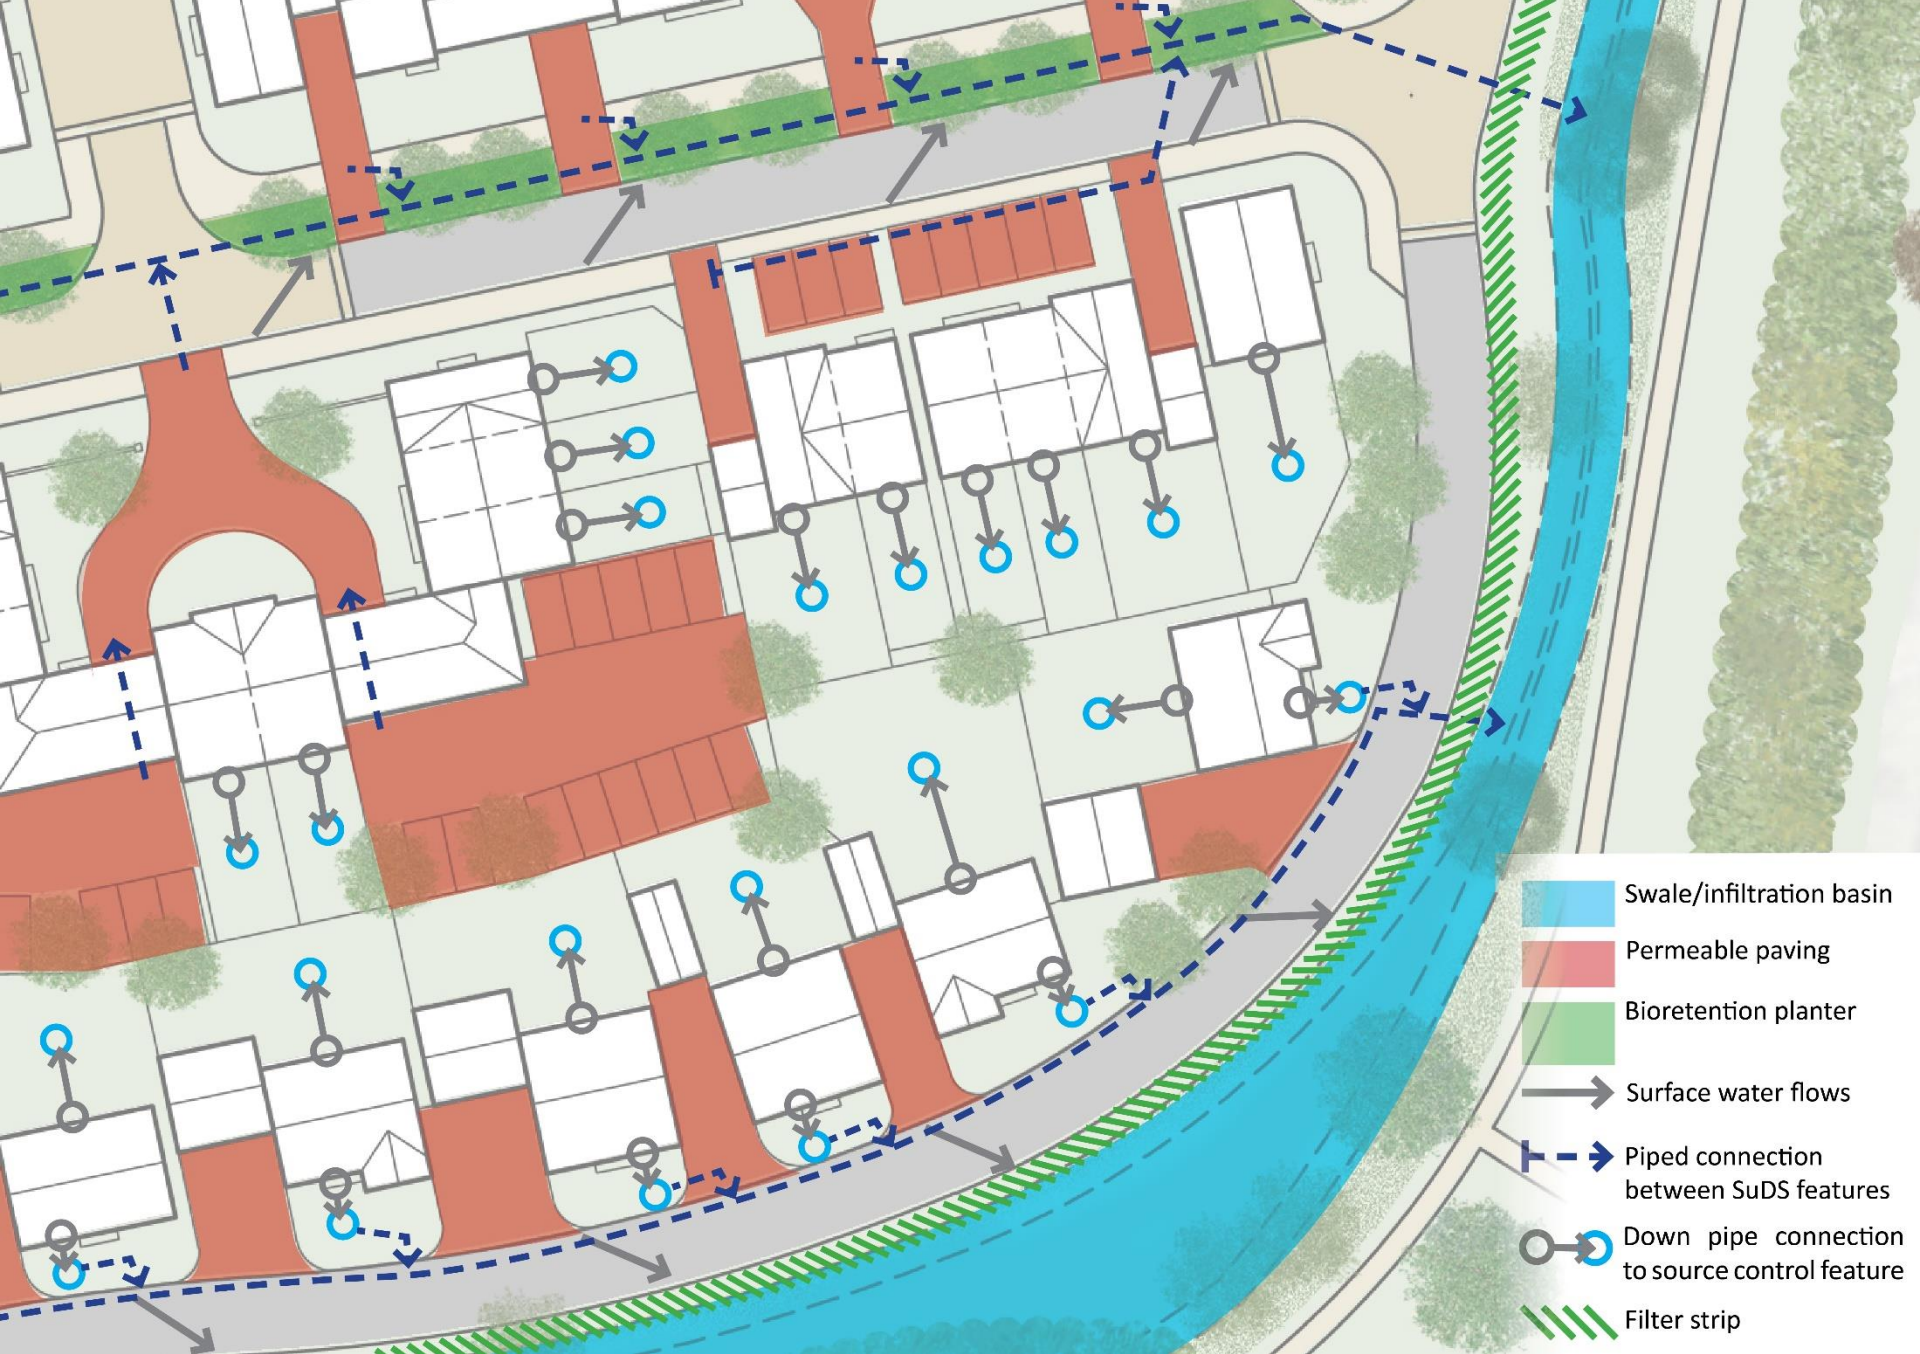 Swale/infiltration basin
Permeable paving
Bioretention planter
Surface water flows
Piped connection
between SuDS features
Down pipe connection
to source control feature
Filter strip